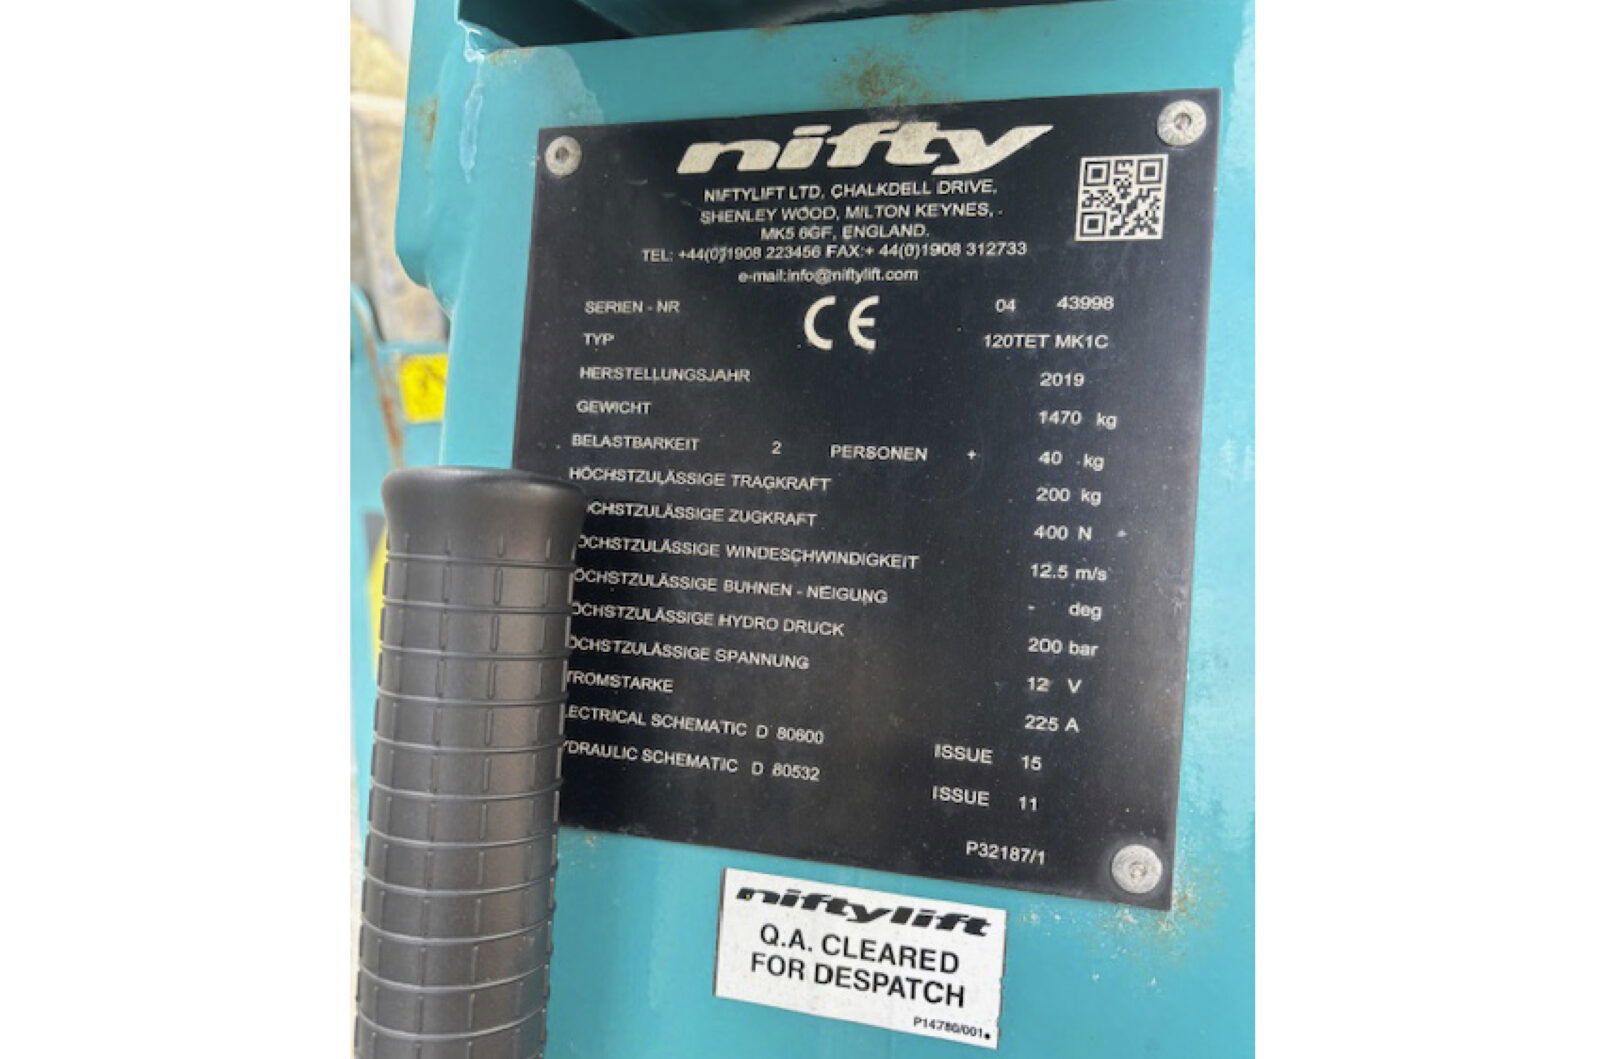 nifty
NIFTYLIFT LTD, CHALKDELL DRIVE,
SHENLEY WOOD, MILTON KEYNES,
MK5 6GF, ENGLAND.
TEL: +44(0)1908 223456 FAX:+ 44(0)1908 312733
e-mail:info@niftylift.com
CE
SERIEN - NR 04 43998
TYP 120TET MK1C
HERSTELLUNGSJAHR 2019
GEWICHT 1470 kg
BELASTBARKEIT 2 PERSONEN + 40 kg
HÖCHSTZULÄSSIGE TRAGKRAFT 200 kg
ÖCHSTZULÄSSIGE ZUGKRAFT 400 N
ÖCHSTZULÄSSIGE WINDESCHWINDIGKEIT 12.5 m/s
ÖCHSTZULÄSSIGE BUHNEN - NEIGUNG - deg
ÖCHSTZULÄSSIGE HYDRO DRUCK 200 bar
ÖCHSTZULÄSSIGE SPANNUNG 12 V
TROMSTARKE 225 A
LECTRICAL SCHEMATIC D 80600 ISSUE 15
YDRAULIC SCHEMATIC D 80532 ISSUE 11
P32187/1
niftylift
Q.A. CLEARED
FOR DESPATCH
P14780/001